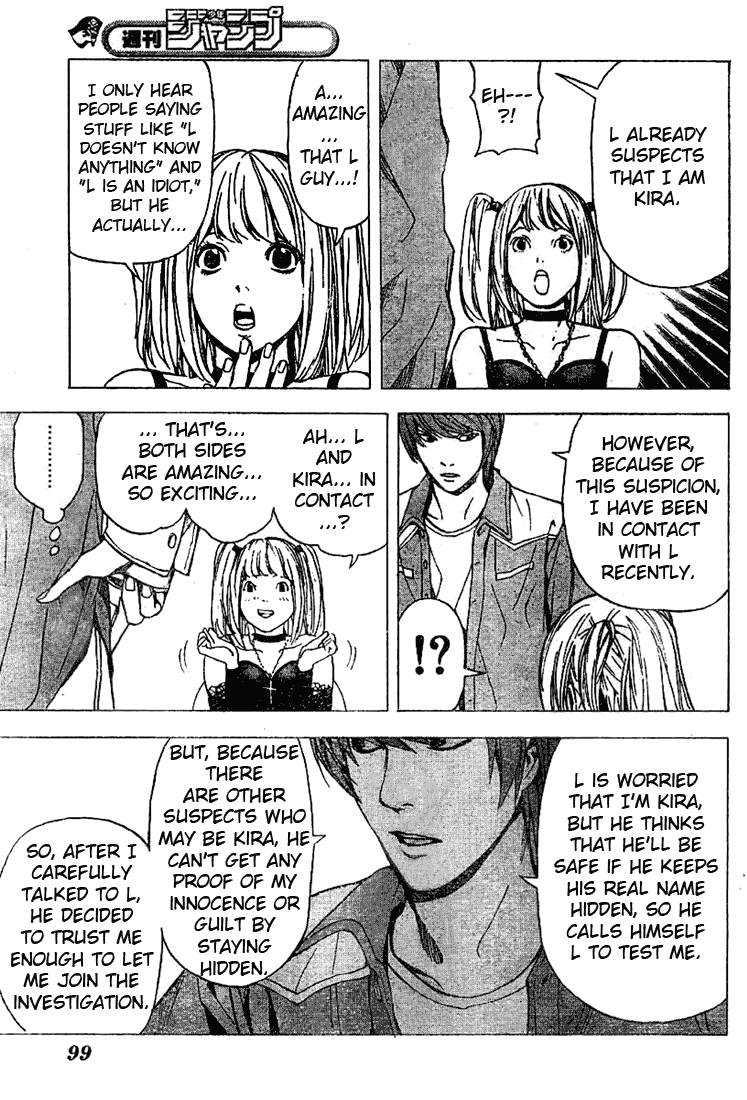 週刊
少年
ジャンプ
L ALREADY
SUSPECTS
THAT I AM
KIRA.
EH---
?!
A...
AMAZING
...
THAT L
GUY...!
I ONLY HEAR
PEOPLE SAYING
STUFF LIKE "L
DOESN'T KNOW
ANYTHING" AND
"L IS AN IDIOT,"
BUT HE
ACTUALLY...
HOWEVER,
BECAUSE OF
THIS SUSPICION,
I HAVE BEEN
IN CONTACT
WITH L
RECENTLY.
!?
AH... L
AND
KIRA... IN
CONTACT
...?
... THAT'S...
BOTH SIDES
ARE AMAZING...
SO EXCITING...
.........
L IS WORRIED
THAT I'M KIRA,
BUT HE THINKS
THAT HE'LL BE
SAFE IF HE KEEPS
HIS REAL NAME
HIDDEN, SO HE
CALLS HIMSELF
L TO TEST ME.
BUT, BECAUSE
THERE
ARE OTHER
SUSPECTS WHO
MAY BE KIRA, HE
CAN'T GET ANY
PROOF OF MY
INNOCENCE OR
GUILT BY
STAYING
HIDDEN.
SO, AFTER I
CAREFULLY
TALKED TO L,
HE DECIDED
TO TRUST ME
ENOUGH TO LET
ME JOIN THE
INVESTIGATION.
99